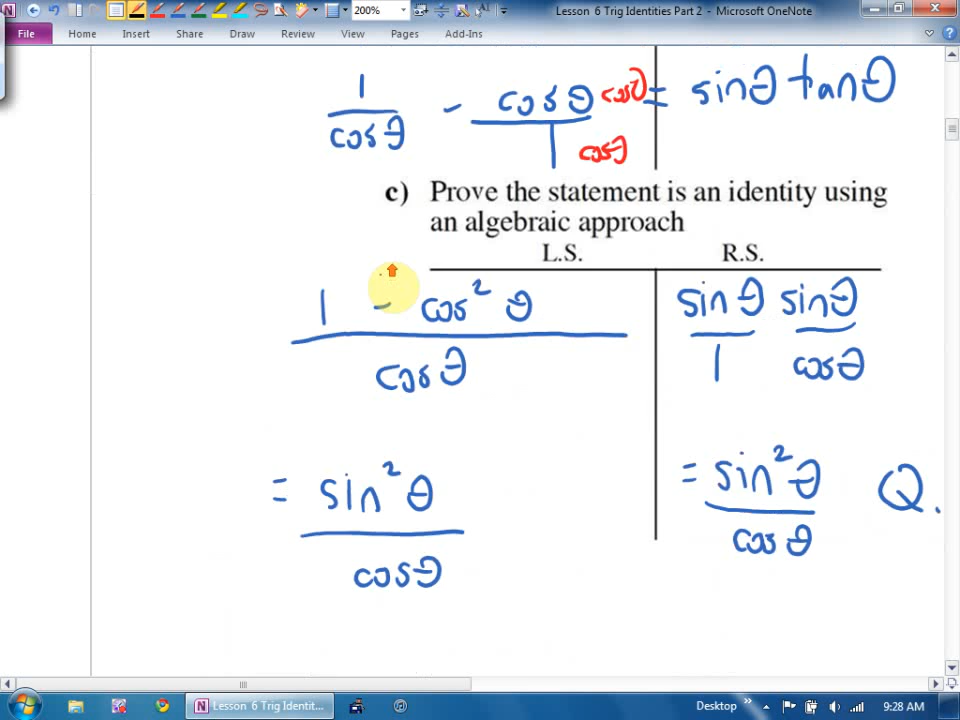 Lesson 6 Trig Identities Part 2 - Microsoft OneNote
200%
File Home Insert Share Draw Review View Pages Add-Ins
1/cosθ - cosθ cosθ/1 cosθ = sinθ tanθ
c) Prove the statement is an identity using
an algebraic approach
L.S. R.S.
1 - cos² θ sinθ sinθ
cosθ 1 cosθ
= sin² θ = sin²θ Q.
cosθ cosθ
Lesson 6 Trig Identit... Desktop 9:28 AM